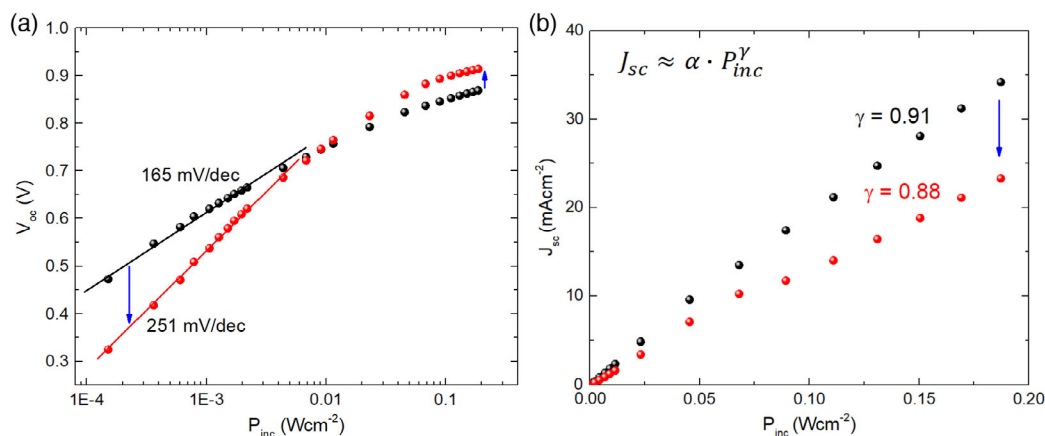 (a)
1.0
0.9
0.8
0.7
0.6
0.5
0.4
0.3
V_oc (V)
165 mV/dec
251 mV/dec
1E-4 1E-3 0.01 0.1
P_inc (Wcm⁻²)
(b)
40
30
20
10
0
J_sc (mAcm⁻²)
J_sc ≈ α · P_inc^γ
γ = 0.91
γ = 0.88
0.00 0.05 0.10 0.15 0.20
P_inc (Wcm⁻²)